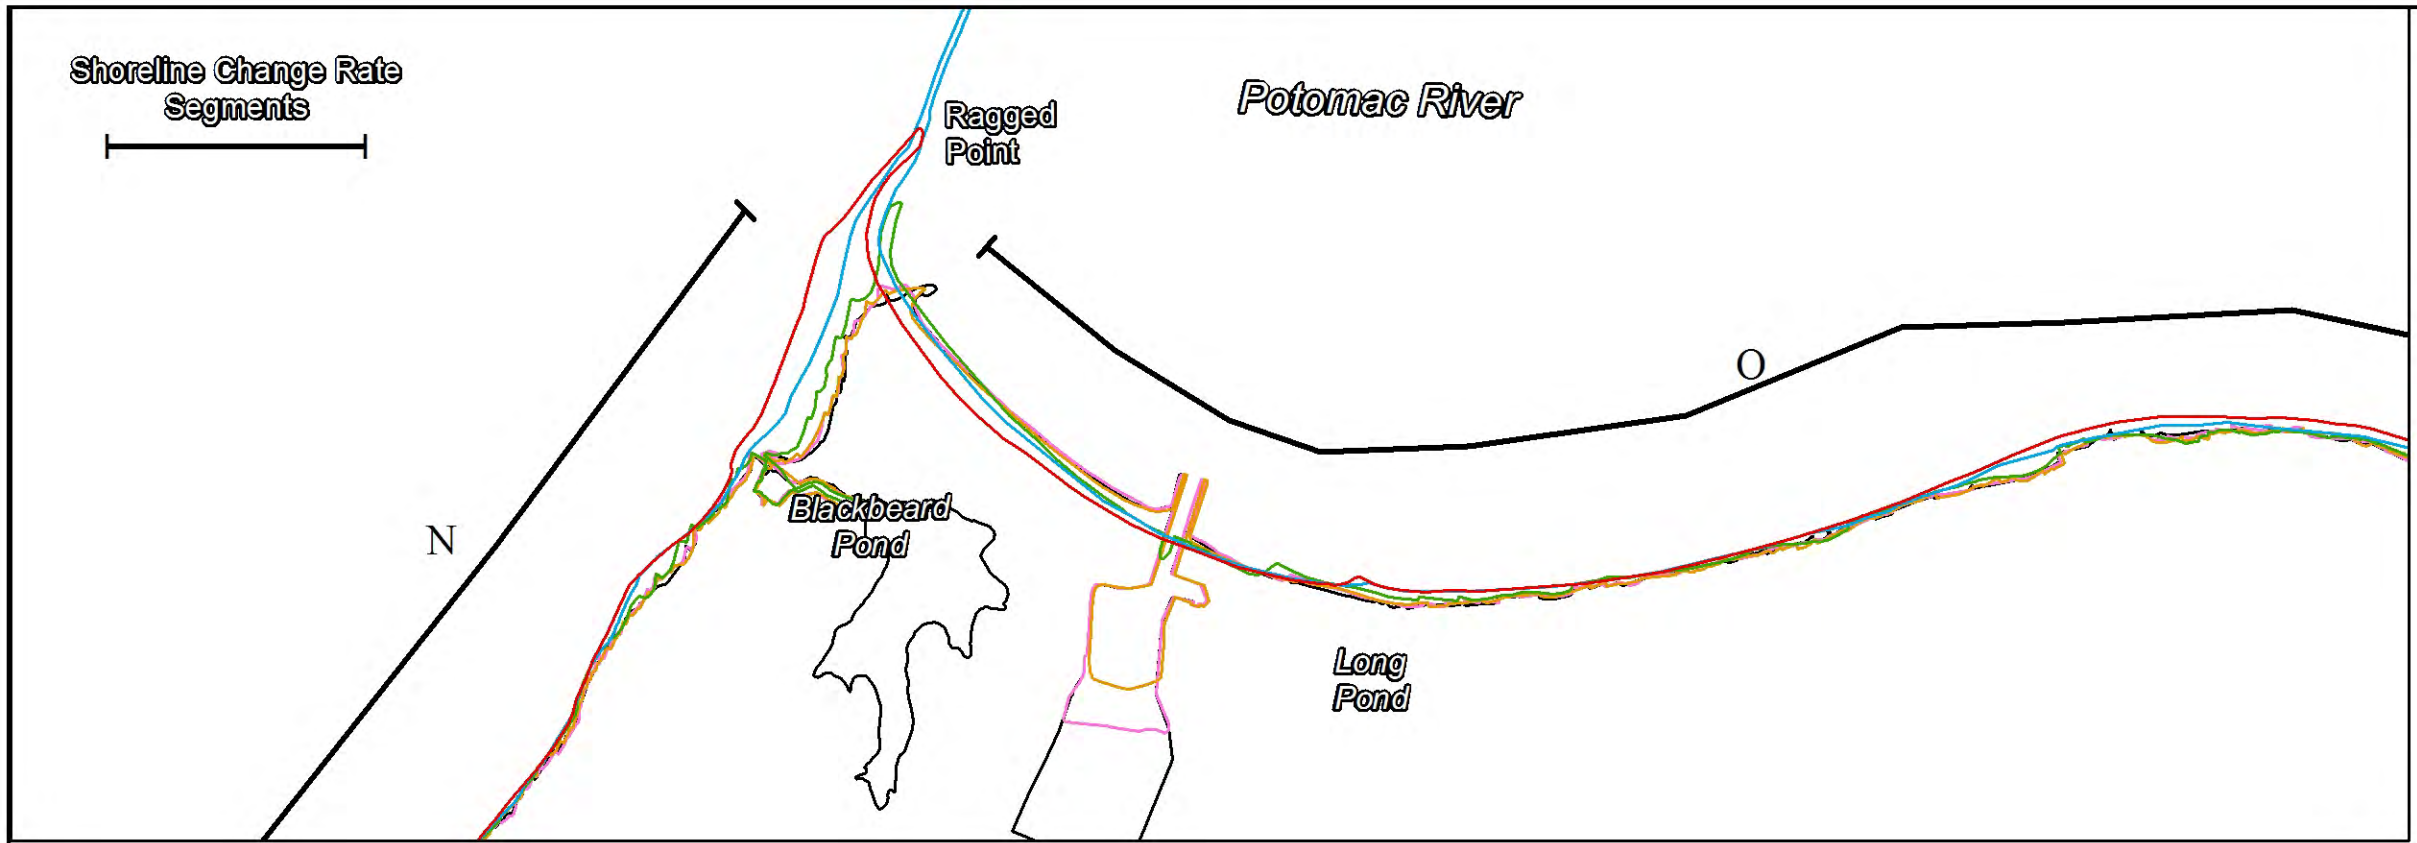 Shoreline Change Rate
Segments
Potomac River
Ragged
Point
O
N
Blackbeard
Pond
Long
Pond